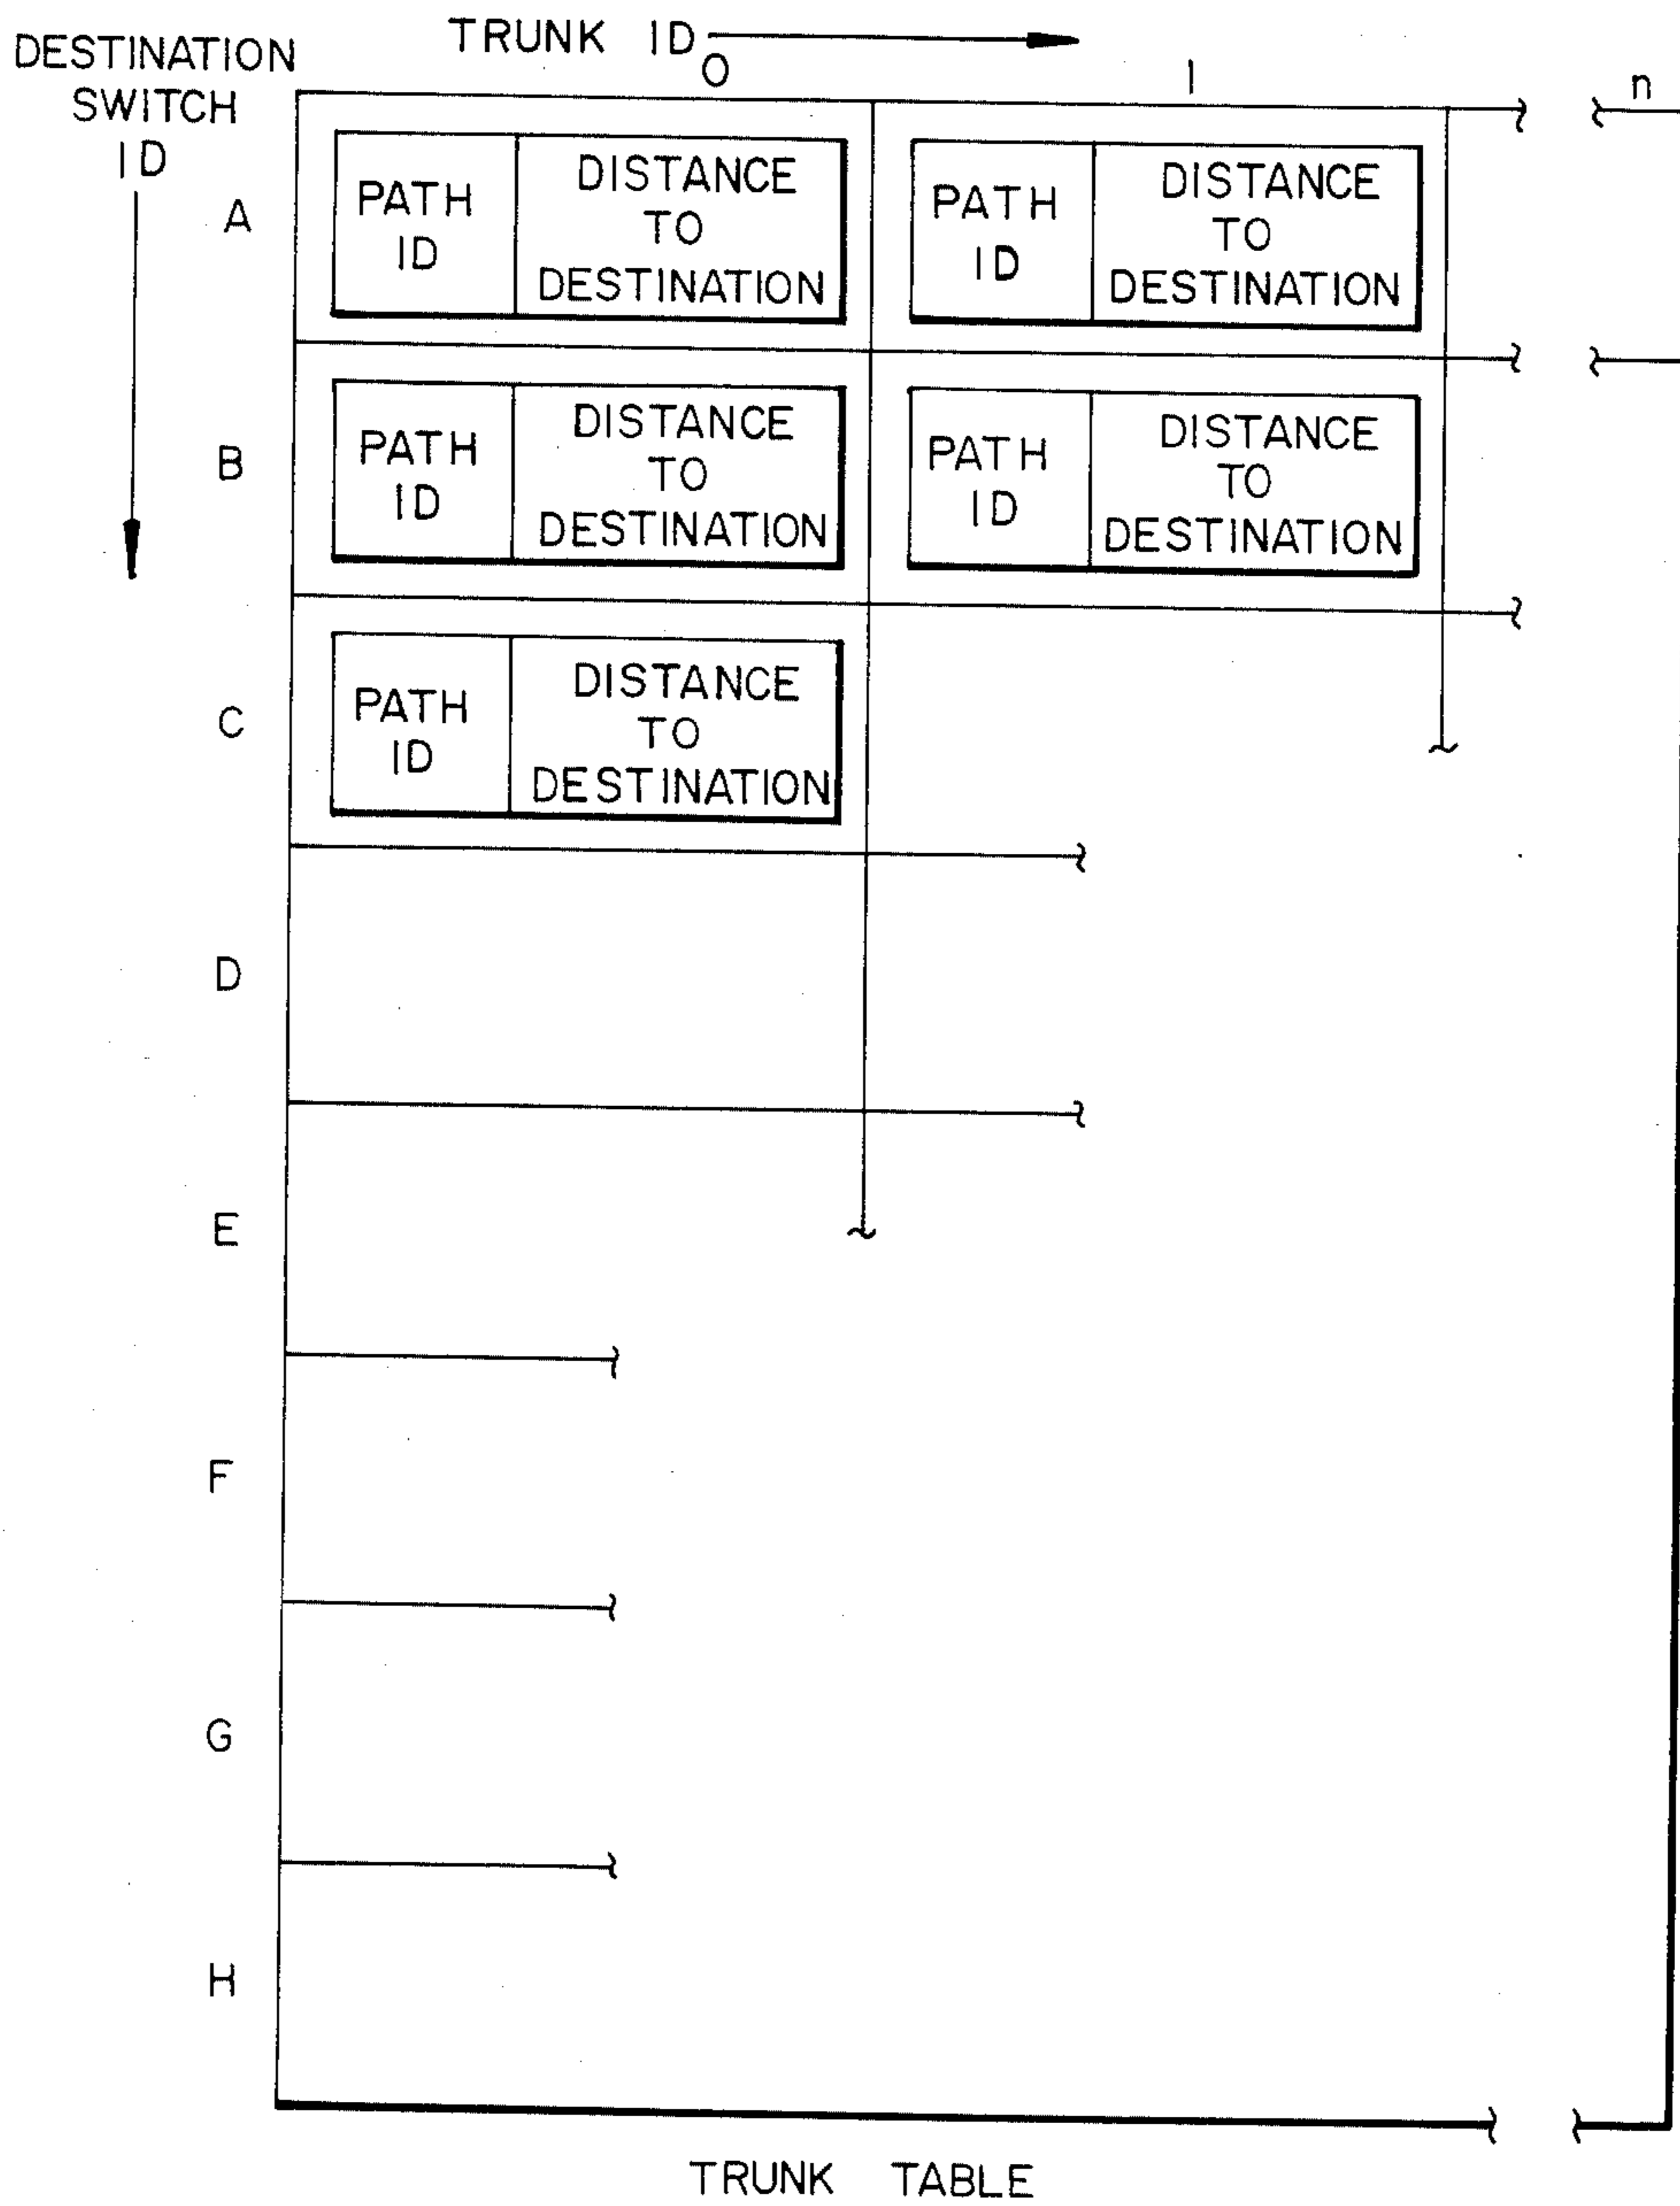 DESTINATION
SWITCH
ID
TRUNK ID
0
1
n
A
PATH
ID
DISTANCE
TO
DESTINATION
PATH
ID
DISTANCE
TO
DESTINATION
B
PATH
ID
DISTANCE
TO
DESTINATION
PATH
ID
DISTANCE
TO
DESTINATION
C
PATH
ID
DISTANCE
TO
DESTINATION
D
E
F
G
H
TRUNK TABLE